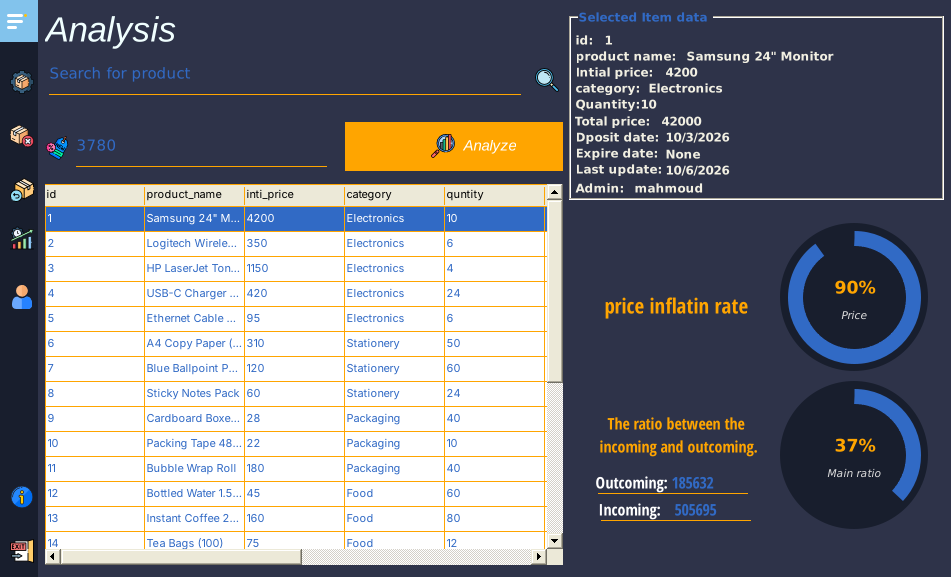 Analysis
Search for product
3780
Analyze
id product_name inti_price category quntity
1 Samsung 24" M... 4200 Electronics 10
2 Logitech Wirele... 350 Electronics 6
3 HP LaserJet Ton... 1150 Electronics 4
4 USB-C Charger ... 420 Electronics 24
5 Ethernet Cable ... 95 Electronics 6
6 A4 Copy Paper (... 310 Stationery 50
7 Blue Ballpoint P... 120 Stationery 60
8 Sticky Notes Pack 60 Stationery 24
9 Cardboard Boxe... 28 Packaging 40
10 Packing Tape 48... 22 Packaging 10
11 Bubble Wrap Roll 180 Packaging 40
12 Bottled Water 1.5... 45 Food 60
13 Instant Coffee 2... 160 Food 80
14 Tea Bags (100) 75 Food 12
Selected Item data
id: 1
product name: Samsung 24" Monitor
Intial price: 4200
category: Electronics
Quantity:10
Total price: 42000
Dposit date: 10/3/2026
Expire date: None
Last update: 10/6/2026
Admin: mahmoud
price inflatin rate
90%
Price
The ratio between the
incoming and outcoming.
Outcoming: 185632
Incoming: 505695
37%
Main ratio
EXIT